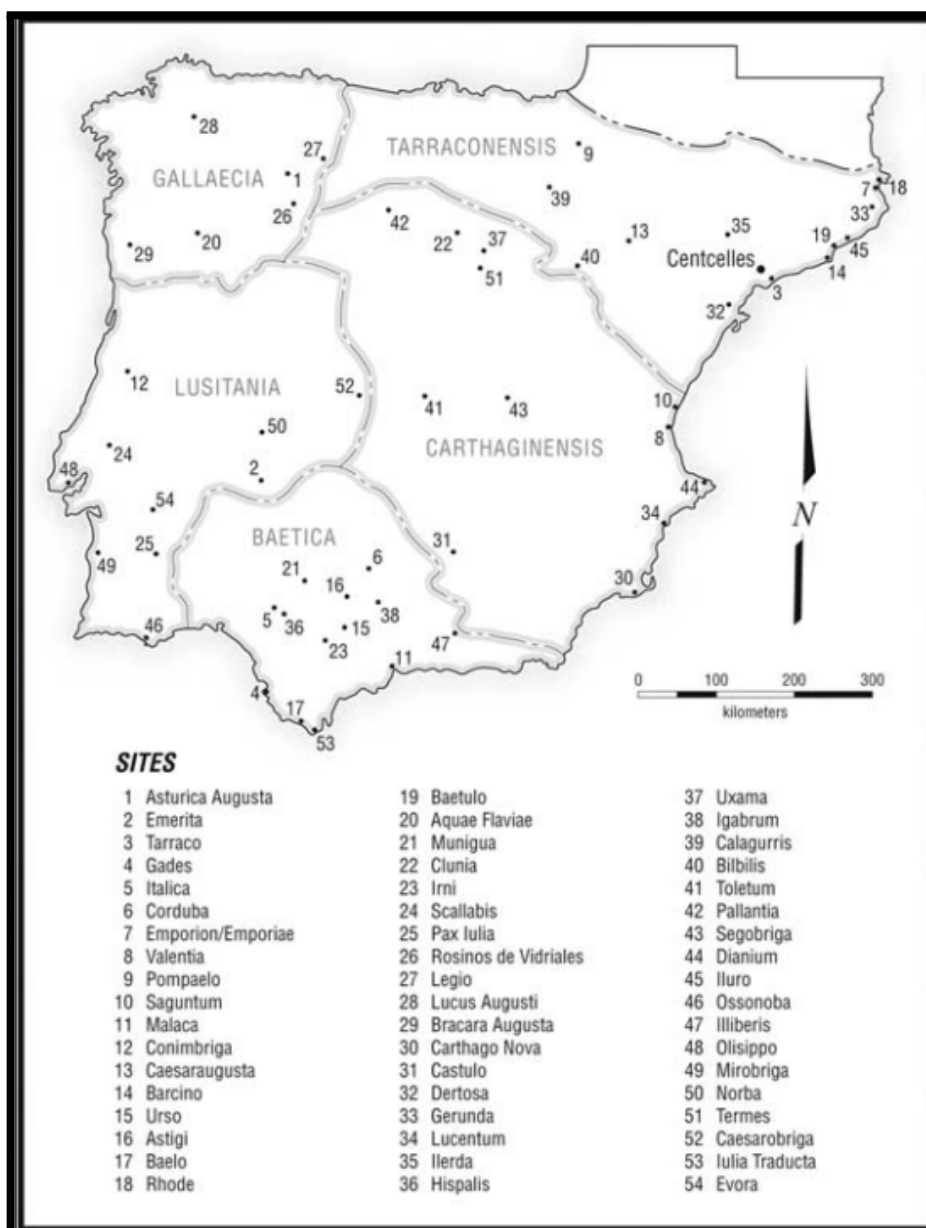 28
27
TARRACONENSIS
9
GALLAECIA
1
7
18
39
26
42
33
20
22
37
13
35
19
45
29
40
Centcelles
51
14
3
32
12
LUSITANIA
52
10
41
43
50
8
CARTHAGINENSIS
24
48
2
44
54
N
34
BAETICA
31
25
49
6
21
16
30
5
36
38
15
46
47
23
11
4
0 100 200 300
kilometers
17
53
SITES
1 Asturica Augusta
2 Emerita
3 Tarraco
4 Gades
5 Italica
6 Corduba
7 Emporion/Emporiae
8 Valentia
9 Pompaelo
10 Saguntum
11 Malaca
12 Conimbriga
13 Caesaraugusta
14 Barcino
15 Urso
16 Astigi
17 Baelo
18 Rhode
19 Baetulo
20 Aquae Flaviae
21 Munigua
22 Clunia
23 Irni
24 Scallabis
25 Pax Iulia
26 Rosinos de Vidriales
27 Legio
28 Lucus Augusti
29 Bracara Augusta
30 Carthago Nova
31 Castulo
32 Dertosa
33 Gerunda
34 Lucentum
35 Ilerda
36 Hispalis
37 Uxama
38 Igabrum
39 Calagurris
40 Bilbilis
41 Toletum
42 Pallantia
43 Segobriga
44 Dianium
45 Iluro
46 Ossonoba
47 Illiberis
48 Olisippo
49 Mirobriga
50 Norba
51 Termes
52 Caesarobriga
53 Iulia Traducta
54 Evora